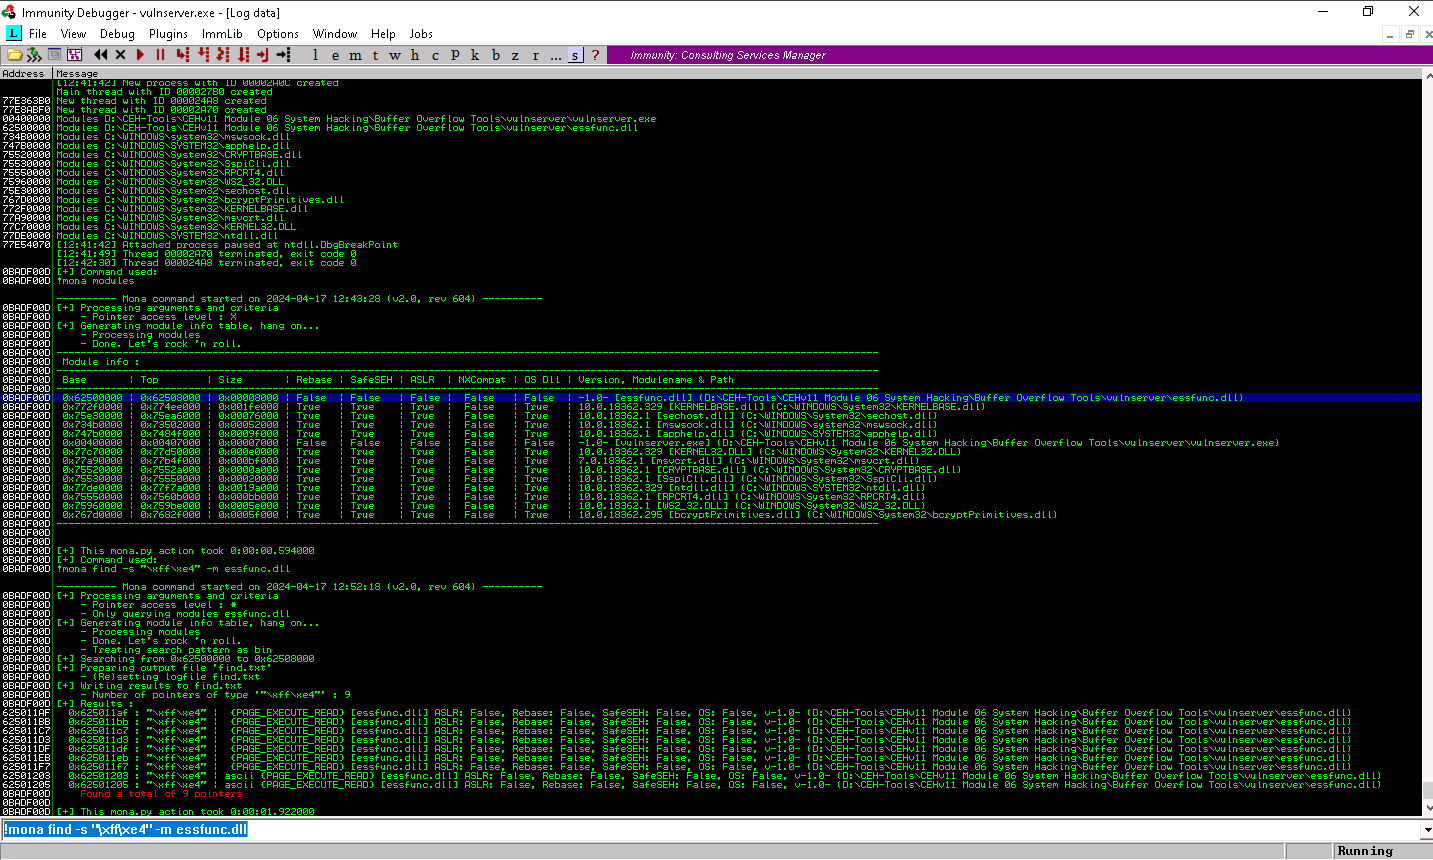 Immunity Debugger - vulnserver.exe - [Log data]
L File View Debug Plugins ImmLib Options Window Help Jobs
l e m t w h c P k b z r ... s ? Immunity: Consulting Services Manager
Address Message
[12:41:42] New process with ID 00002A0C created
Main thread with ID 000027B0 created
77E363B0 New thread with ID 000024A8 created
77E8ABF0 New thread with ID 00002A70 created
00400000 Modules D:\CEH-Tools\CEHv11 Module 06 System Hacking\Buffer Overflow Tools\vulnserver\vulnserver.exe
62500000 Modules D:\CEH-Tools\CEHv11 Module 06 System Hacking\Buffer Overflow Tools\vulnserver\essfunc.dll
734B0000 Modules C:\WINDOWS\system32\mswsock.dll
747B0000 Modules C:\WINDOWS\SYSTEM32\apphelp.dll
75520000 Modules C:\WINDOWS\System32\CRYPTBASE.dll
75530000 Modules C:\WINDOWS\System32\SspiCli.dll
75550000 Modules C:\WINDOWS\System32\RPCRT4.dll
75960000 Modules C:\WINDOWS\System32\WS2_32.DLL
75E30000 Modules C:\WINDOWS\System32\sechost.dll
767D0000 Modules C:\WINDOWS\System32\bcryptPrimitives.dll
772F0000 Modules C:\WINDOWS\System32\KERNELBASE.dll
77A90000 Modules C:\WINDOWS\System32\msvcrt.dll
77C70000 Modules C:\WINDOWS\System32\KERNEL32.DLL
77DE0000 Modules C:\WINDOWS\SYSTEM32\ntdll.dll
77E54070 [12:41:42] Attached process paused at ntdll.DbgBreakPoint
[12:41:49] Thread 00002A70 terminated, exit code 0
[12:42:30] Thread 000024A8 terminated, exit code 0
0BADF00D [+] Command used:
0BADF00D !mona modules
---------- Mona command started on 2024-04-17 12:43:28 (v2.0, rev 604) ----------
0BADF00D [+] Processing arguments and criteria
0BADF00D - Pointer access level : X
0BADF00D [+] Generating module info table, hang on...
0BADF00D - Processing modules
0BADF00D - Done. Let's rock 'n roll.
0BADF00D ----------------------------------------------------------------------
0BADF00D Module info :
0BADF00D ----------------------------------------------------------------------
0BADF00D Base | Top | Size | Rebase | SafeSEH | ASLR | NXCompat | OS Dll | Version, Modulename & Path
0BADF00D ----------------------------------------------------------------------
0BADF00D 0x62500000 | 0x62508000 | 0x00008000 | False | False | False | False | False | -1.0- [essfunc.dll] (D:\CEH-Tools\CEHv11 Module 06 System Hacking\Buffer Overflow Tools\vulnserver\essfunc.dll)
0BADF00D 0x772f0000 | 0x774ee000 | 0x001fe000 | True | True | True | False | True | 10.0.18362.329 [KERNELBASE.dll] (C:\WINDOWS\System32\KERNELBASE.dll)
0BADF00D 0x75e30000 | 0x75ea6000 | 0x00076000 | True | True | True | False | True | 10.0.18362.1 [sechost.dll] (C:\WINDOWS\System32\sechost.dll)
0BADF00D 0x734b0000 | 0x73502000 | 0x00052000 | True | True | True | False | True | 10.0.18362.1 [mswsock.dll] (C:\WINDOWS\system32\mswsock.dll)
0BADF00D 0x747b0000 | 0x7484f000 | 0x0009f000 | True | True | True | False | True | 10.0.18362.1 [apphelp.dll] (C:\WINDOWS\SYSTEM32\apphelp.dll)
0BADF00D 0x00400000 | 0x00407000 | 0x00007000 | False | False | False | False | False | -1.0- [vulnserver.exe] (D:\CEH-Tools\CEHv11 Module 06 System Hacking\Buffer Overflow Tools\vulnserver\vulnserver.exe)
0BADF00D 0x77c70000 | 0x77d50000 | 0x000e0000 | True | True | True | False | True | 10.0.18362.329 [KERNEL32.DLL] (C:\WINDOWS\System32\KERNEL32.DLL)
0BADF00D 0x77a90000 | 0x77b4f000 | 0x000bf000 | True | True | True | False | True | 7.0.18362.1 [msvcrt.dll] (C:\WINDOWS\System32\msvcrt.dll)
0BADF00D 0x75520000 | 0x7552a000 | 0x0000a000 | True | True | True | False | True | 10.0.18362.1 [CRYPTBASE.dll] (C:\WINDOWS\System32\CRYPTBASE.dll)
0BADF00D 0x75530000 | 0x75550000 | 0x00020000 | True | True | True | False | True | 10.0.18362.1 [SspiCli.dll] (C:\WINDOWS\System32\SspiCli.dll)
0BADF00D 0x77de0000 | 0x77f7a000 | 0x0019a000 | True | True | True | False | True | 10.0.18362.329 [ntdll.dll] (C:\WINDOWS\SYSTEM32\ntdll.dll)
0BADF00D 0x75550000 | 0x7560b000 | 0x000bb000 | True | True | True | False | True | 10.0.18362.1 [RPCRT4.dll] (C:\WINDOWS\System32\RPCRT4.dll)
0BADF00D 0x75960000 | 0x759be000 | 0x0005e000 | True | True | True | False | True | 10.0.18362.1 [WS2_32.DLL] (C:\WINDOWS\System32\WS2_32.DLL)
0BADF00D 0x767d0000 | 0x7682f000 | 0x0005f000 | True | True | True | False | True | 10.0.18362.295 [bcryptPrimitives.dll] (C:\WINDOWS\System32\bcryptPrimitives.dll)
0BADF00D ----------------------------------------------------------------------
0BADF00D
0BADF00D
0BADF00D [+] This mona.py action took 0:00:00.594000
0BADF00D [+] Command used:
0BADF00D !mona find -s "\xff\xe4" -m essfunc.dll
---------- Mona command started on 2024-04-17 12:52:18 (v2.0, rev 604) ----------
0BADF00D [+] Processing arguments and criteria
0BADF00D - Pointer access level : *
0BADF00D - Only querying modules essfunc.dll
0BADF00D [+] Generating module info table, hang on...
0BADF00D - Processing modules
0BADF00D - Done. Let's rock 'n roll.
0BADF00D - Treating search pattern as bin
0BADF00D [+] Searching from 0x62500000 to 0x62508000
0BADF00D [+] Preparing output file 'find.txt'
0BADF00D - (Re)setting logfile find.txt
0BADF00D [+] Writing results to find.txt
0BADF00D - Number of pointers of type '"\xff\xe4"' : 9
0BADF00D [+] Results :
625011AF 0x625011af : "\xff\xe4" | {PAGE_EXECUTE_READ} [essfunc.dll] ASLR: False, Rebase: False, SafeSEH: False, OS: False, v-1.0- (D:\CEH-Tools\CEHv11 Module 06 System Hacking\Buffer Overflow Tools\vulnserver\essfunc.dll)
625011BB 0x625011bb : "\xff\xe4" | {PAGE_EXECUTE_READ} [essfunc.dll] ASLR: False, Rebase: False, SafeSEH: False, OS: False, v-1.0- (D:\CEH-Tools\CEHv11 Module 06 System Hacking\Buffer Overflow Tools\vulnserver\essfunc.dll)
625011C7 0x625011c7 : "\xff\xe4" | {PAGE_EXECUTE_READ} [essfunc.dll] ASLR: False, Rebase: False, SafeSEH: False, OS: False, v-1.0- (D:\CEH-Tools\CEHv11 Module 06 System Hacking\Buffer Overflow Tools\vulnserver\essfunc.dll)
625011D3 0x625011d3 : "\xff\xe4" | {PAGE_EXECUTE_READ} [essfunc.dll] ASLR: False, Rebase: False, SafeSEH: False, OS: False, v-1.0- (D:\CEH-Tools\CEHv11 Module 06 System Hacking\Buffer Overflow Tools\vulnserver\essfunc.dll)
625011DF 0x625011df : "\xff\xe4" | {PAGE_EXECUTE_READ} [essfunc.dll] ASLR: False, Rebase: False, SafeSEH: False, OS: False, v-1.0- (D:\CEH-Tools\CEHv11 Module 06 System Hacking\Buffer Overflow Tools\vulnserver\essfunc.dll)
625011EB 0x625011eb : "\xff\xe4" | {PAGE_EXECUTE_READ} [essfunc.dll] ASLR: False, Rebase: False, SafeSEH: False, OS: False, v-1.0- (D:\CEH-Tools\CEHv11 Module 06 System Hacking\Buffer Overflow Tools\vulnserver\essfunc.dll)
625011F7 0x625011f7 : "\xff\xe4" | {PAGE_EXECUTE_READ} [essfunc.dll] ASLR: False, Rebase: False, SafeSEH: False, OS: False, v-1.0- (D:\CEH-Tools\CEHv11 Module 06 System Hacking\Buffer Overflow Tools\vulnserver\essfunc.dll)
62501203 0x62501203 : "\xff\xe4" | ascii {PAGE_EXECUTE_READ} [essfunc.dll] ASLR: False, Rebase: False, SafeSEH: False, OS: False, v-1.0- (D:\CEH-Tools\CEHv11 Module 06 System Hacking\Buffer Overflow Tools\vulnserver\essfunc.dll)
62501205 0x62501205 : "\xff\xe4" | ascii {PAGE_EXECUTE_READ} [essfunc.dll] ASLR: False, Rebase: False, SafeSEH: False, OS: False, v-1.0- (D:\CEH-Tools\CEHv11 Module 06 System Hacking\Buffer Overflow Tools\vulnserver\essfunc.dll)
0BADF00D Found a total of 9 pointers
0BADF00D
0BADF00D [+] This mona.py action took 0:00:01.922000
!mona find -s "\xff\xe4" -m essfunc.dll
Running